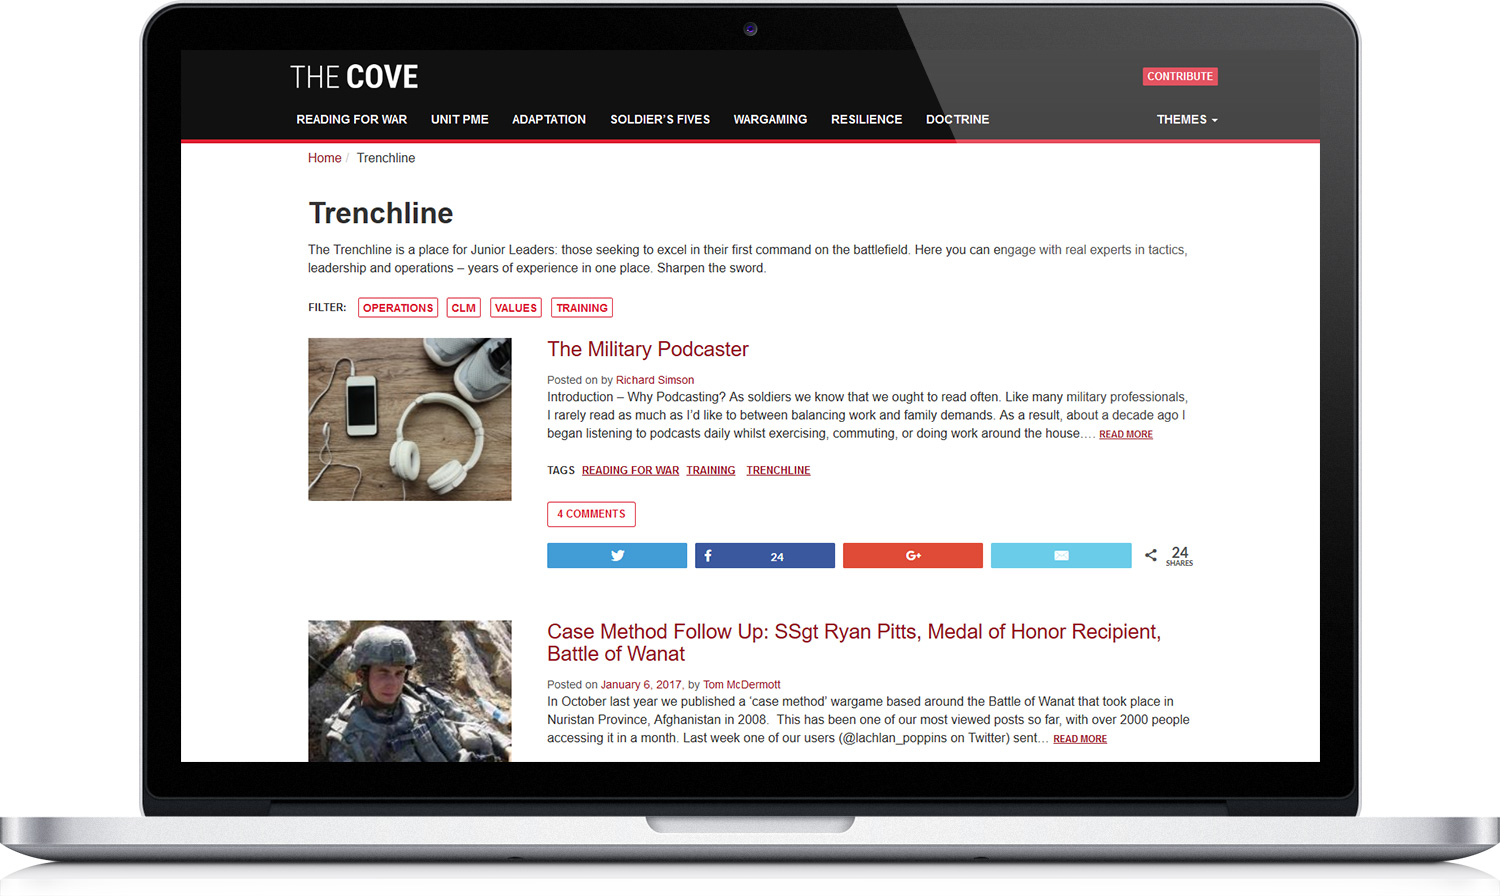 THE COVE
CONTRIBUTE
READING FOR WAR UNIT PME ADAPTATION SOLDIER'S FIVES WARGAMING RESILIENCE DOCTRINE THEMES
Home / Trenchline
Trenchline
The Trenchline is a place for Junior Leaders: those seeking to excel in their first command on the battlefield. Here you can engage with real experts in tactics,
leadership and operations – years of experience in one place. Sharpen the sword.
FILTER: OPERATIONS CLM VALUES TRAINING
The Military Podcaster
Posted on by Richard Simson
Introduction – Why Podcasting? As soldiers we know that we ought to read often. Like many military professionals,
I rarely read as much as I'd like to between balancing work and family demands. As a result, about a decade ago I
began listening to podcasts daily whilst exercising, commuting, or doing work around the house.… READ MORE
TAGS READING FOR WAR TRAINING TRENCHLINE
4 COMMENTS
f 24 G+ 24
SHARES
Case Method Follow Up: SSgt Ryan Pitts, Medal of Honor Recipient,
Battle of Wanat
Posted on January 6, 2017, by Tom McDermott
In October last year we published a 'case method' wargame based around the Battle of Wanat that took place in
Nuristan Province, Afghanistan in 2008. This has been one of our most viewed posts so far, with over 2000 people
accessing it in a month. Last week one of our users (@lachlan_poppins on Twitter) sent… READ MORE